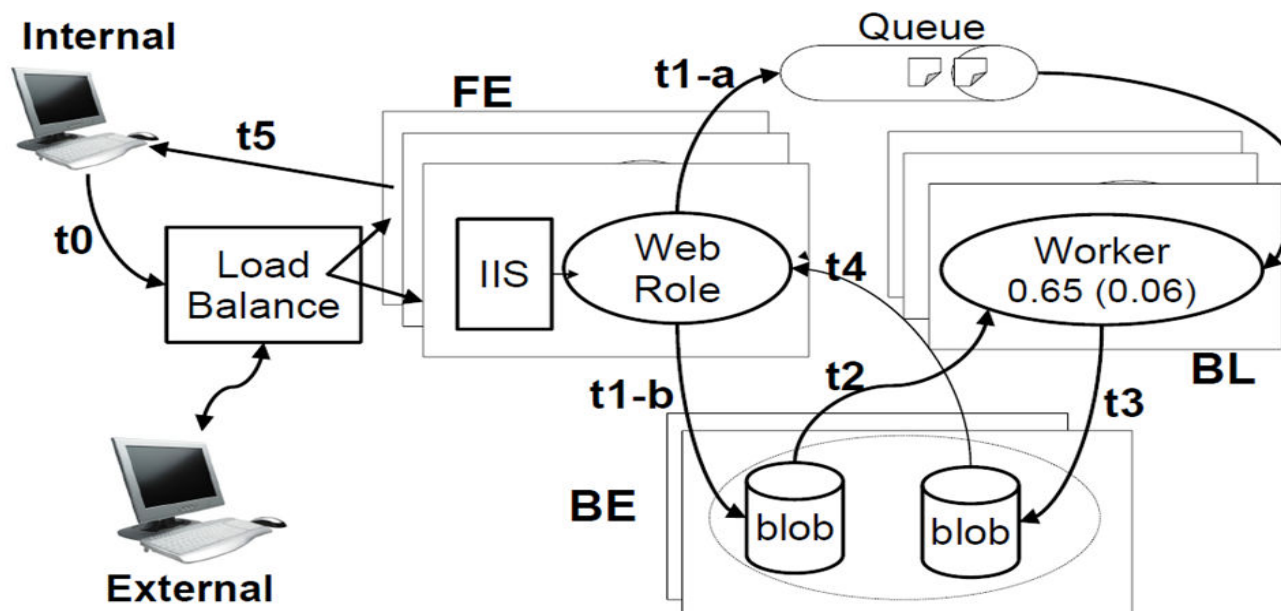 Internal
Queue
t1-a
FE
t5
t0
Load
Balance
IIS
Web
Role
t4
Worker
0.65 (0.06)
BL
t1-b
t2
t3
BE
blob
blob
External